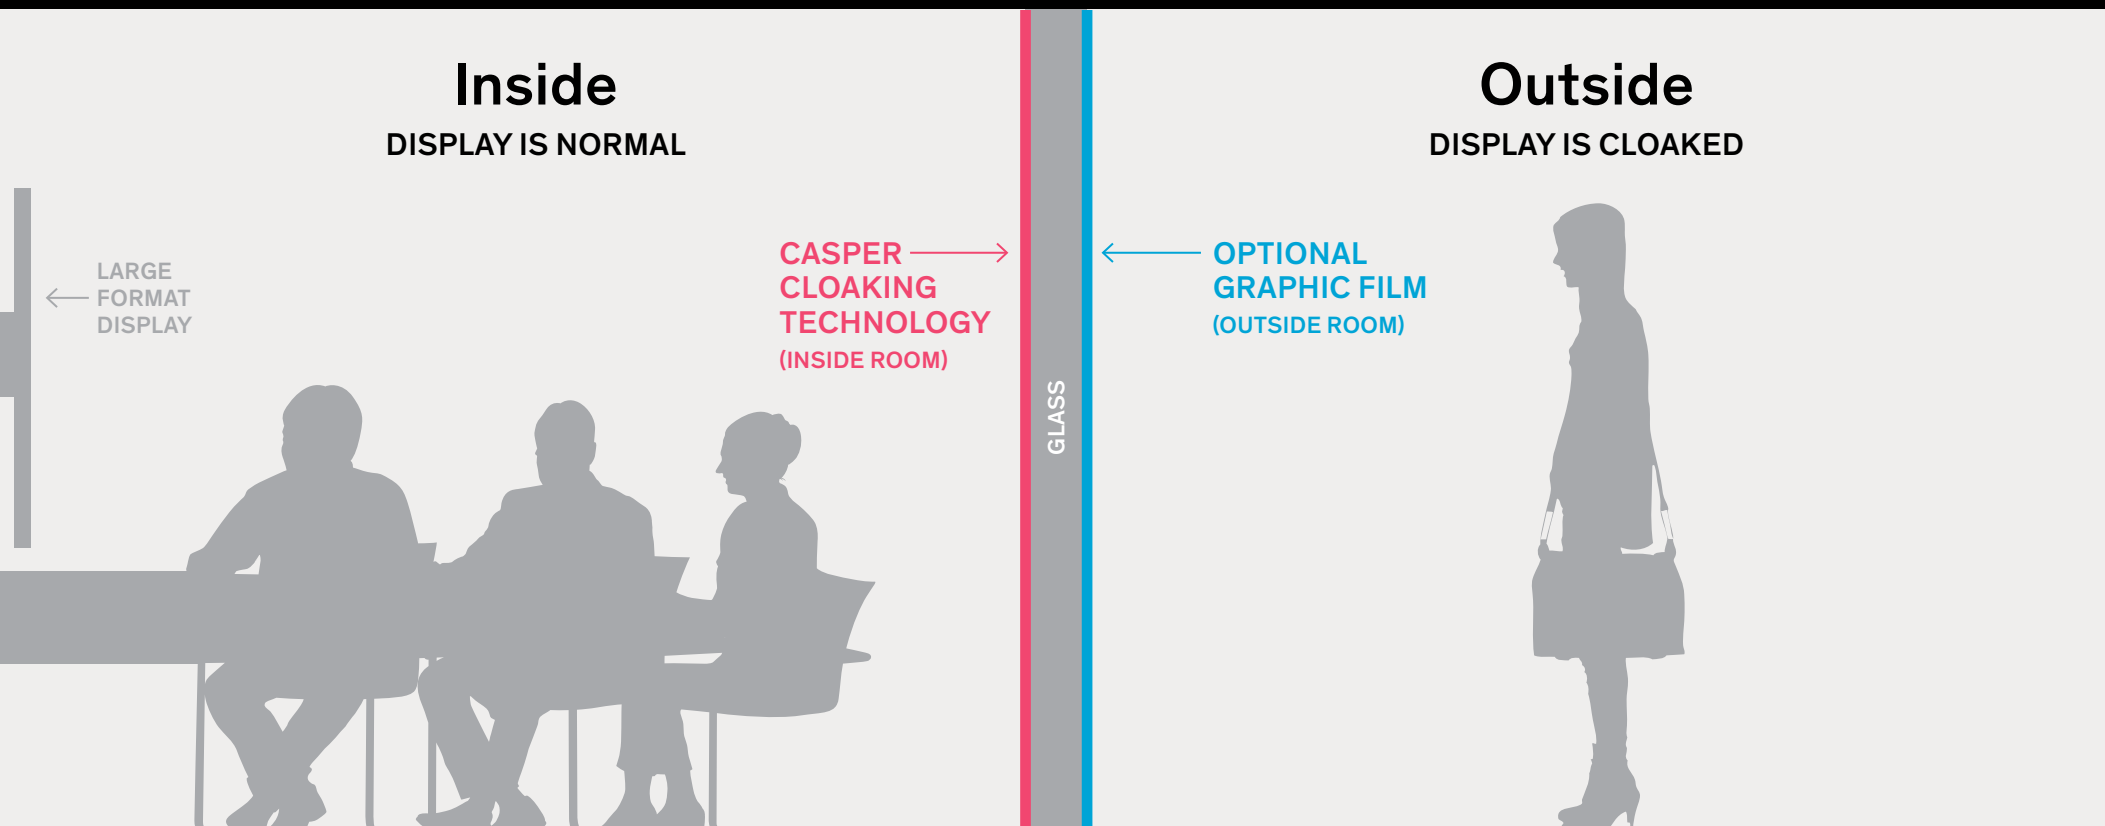 Inside
DISPLAY IS NORMAL
LARGE
FORMAT
DISPLAY
CASPER
CLOAKING
TECHNOLOGY
(INSIDE ROOM)
GLASS
Outside
DISPLAY IS CLOAKED
OPTIONAL
GRAPHIC FILM
(OUTSIDE ROOM)